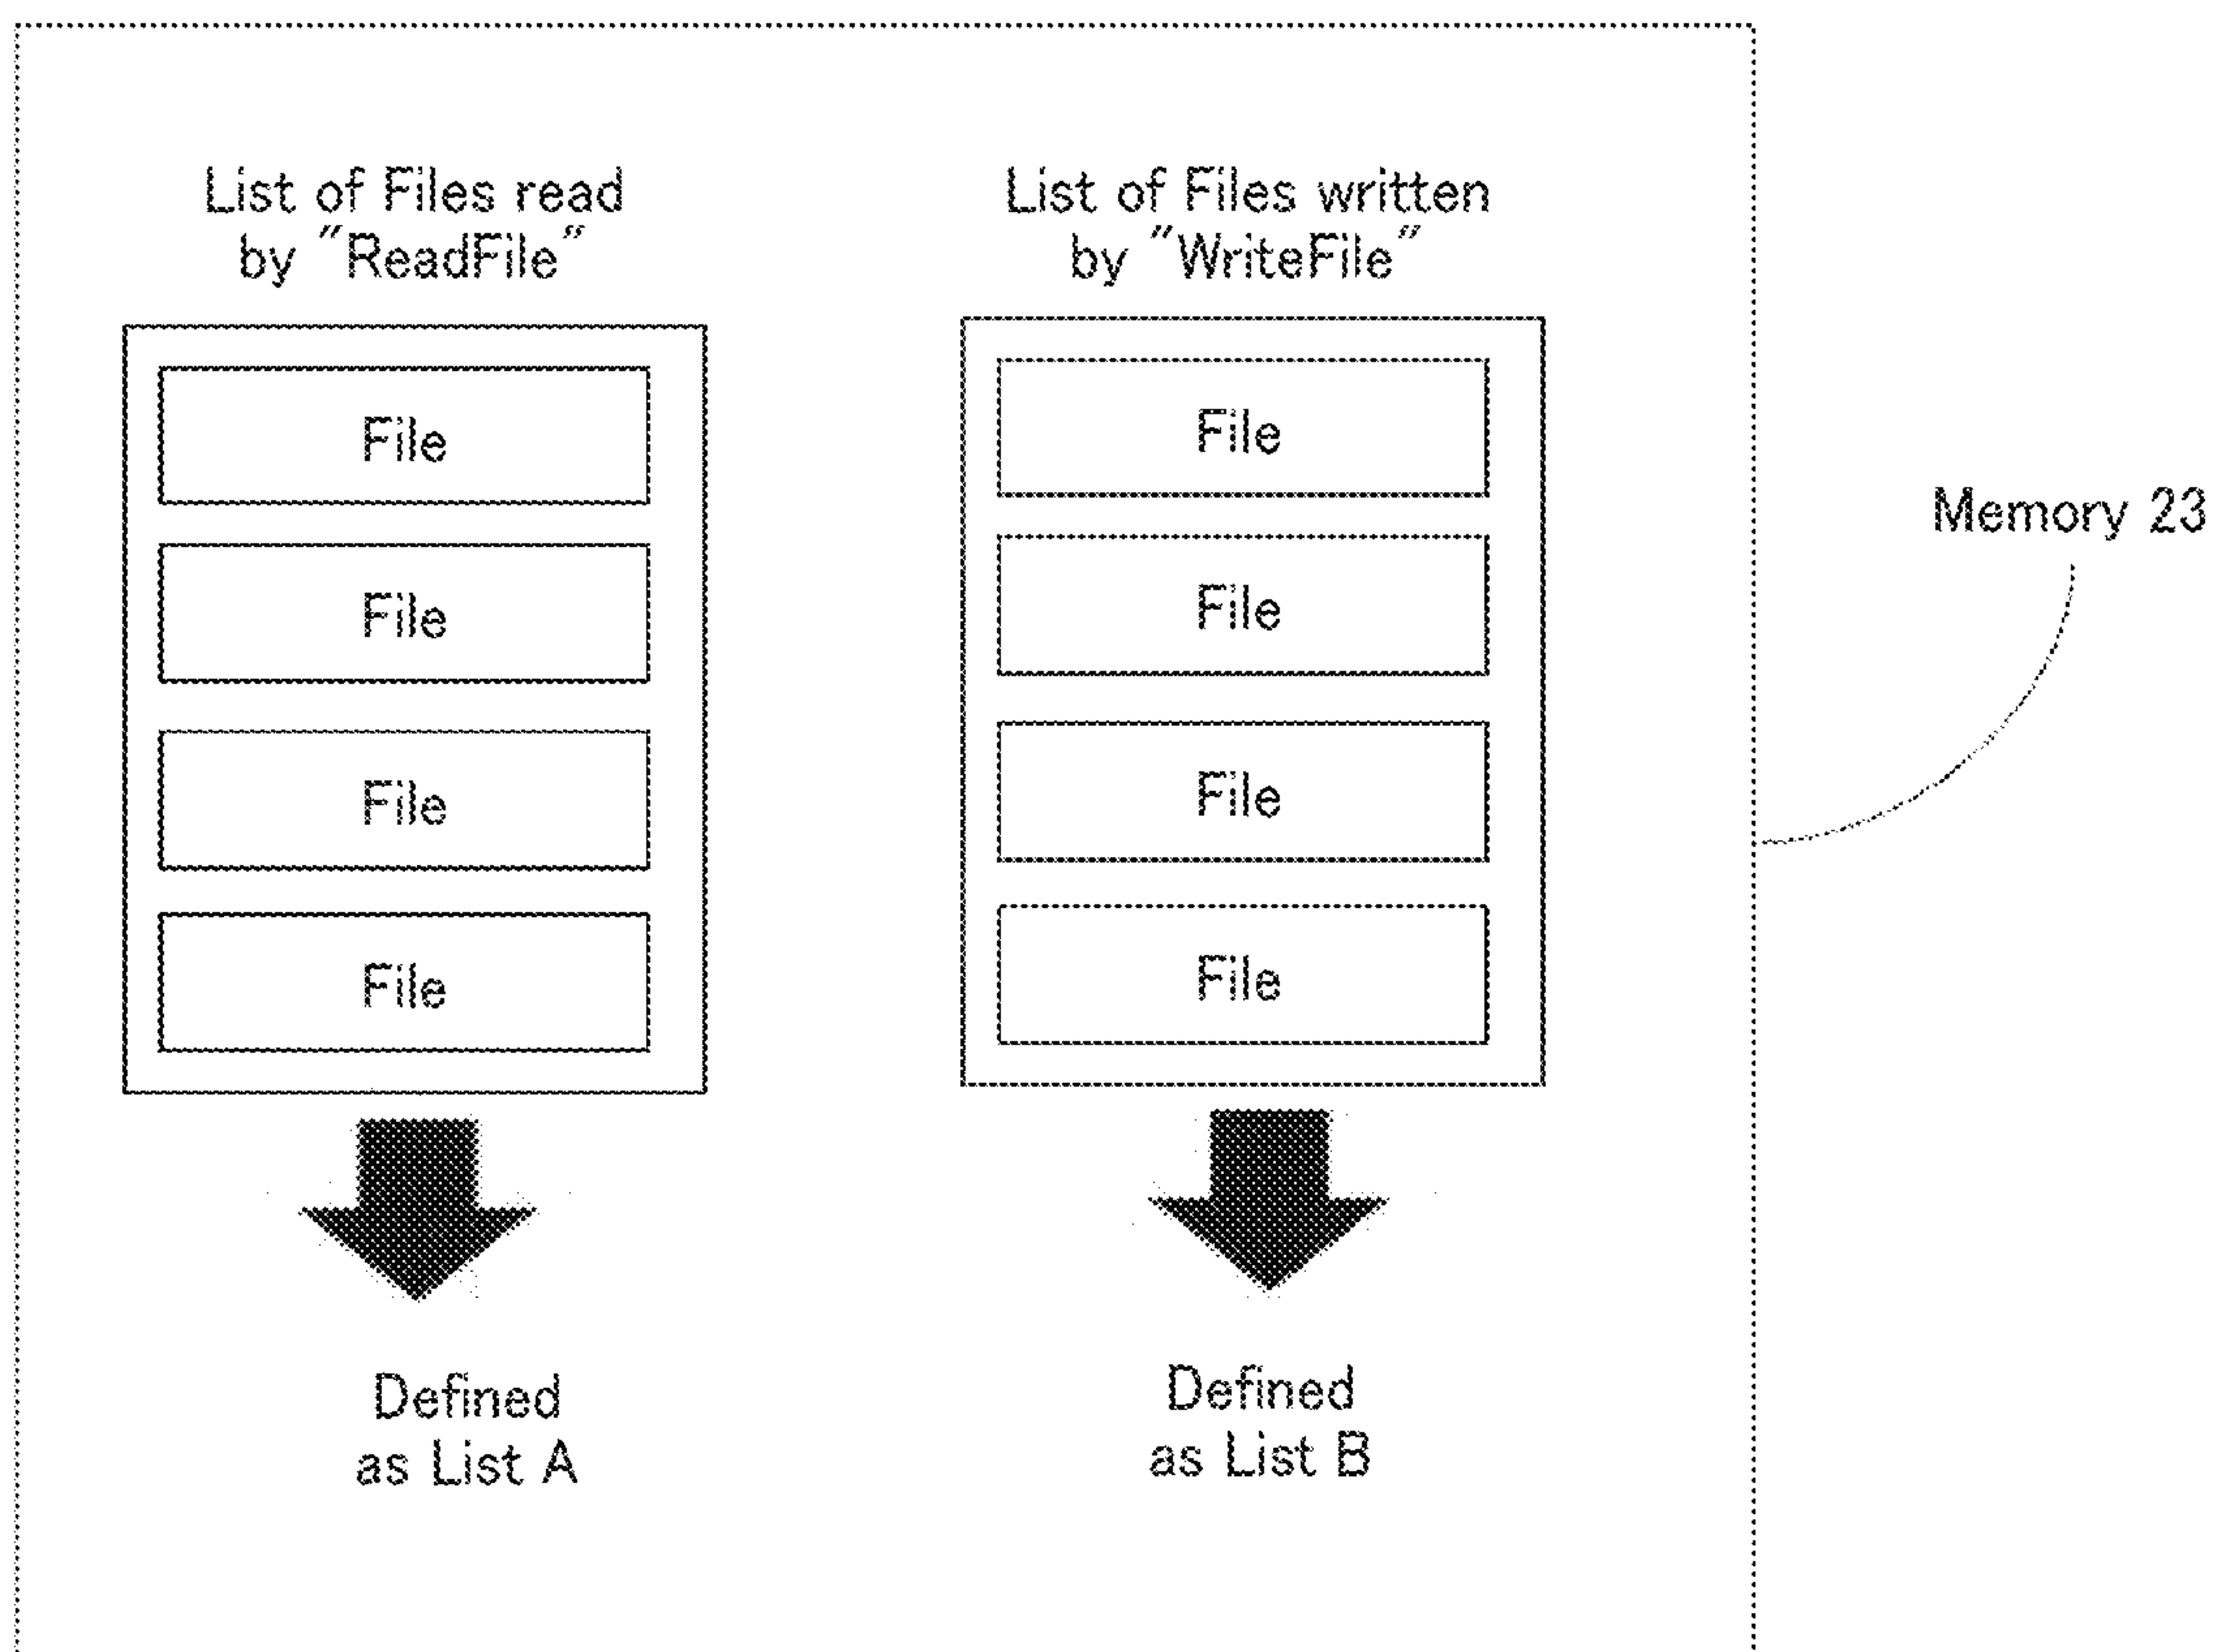 List of Files read
by "ReadFile"
File
File
File
File
Defined
as List A
List of Files written
by "WriteFile"
File
File
File
File
Defined
as List B
Memory 23